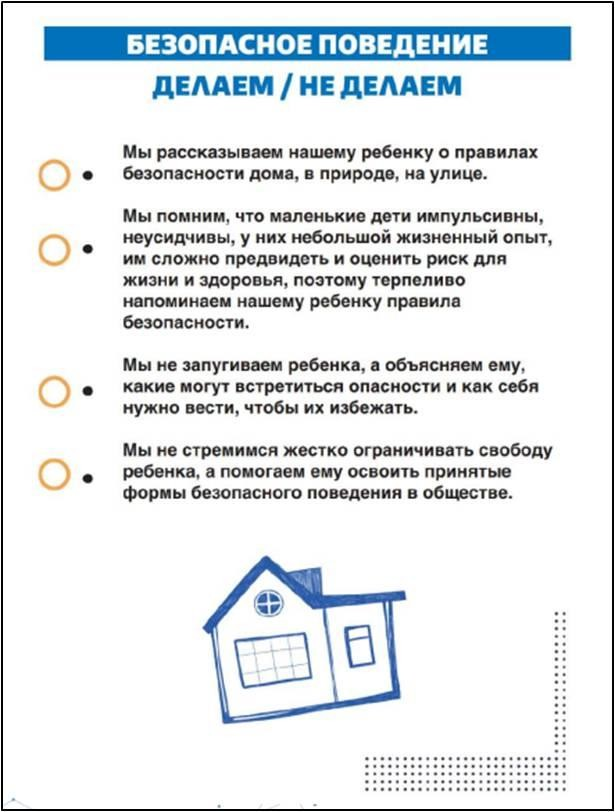 БЕЗОПАСНОЕ ПОВЕДЕНИЕ
ДЕЛАЕМ / НЕ ДЕЛАЕМ
• Мы рассказываем нашему ребенку о правилах
безопасности дома, в природе, на улице.
• Мы помним, что маленькие дети импульсивны,
неусидчивы, у них небольшой жизненный опыт,
им сложно предвидеть и оценить риск для
жизни и здоровья, поэтому терпеливо
напоминаем нашему ребенку правила
безопасности.
• Мы не запугиваем ребенка, а объясняем ему,
какие могут встретиться опасности и как себя
нужно вести, чтобы их избежать.
• Мы не стремимся жестко ограничивать свободу
ребенка, а помогаем ему освоить принятые
формы безопасного поведения в обществе.